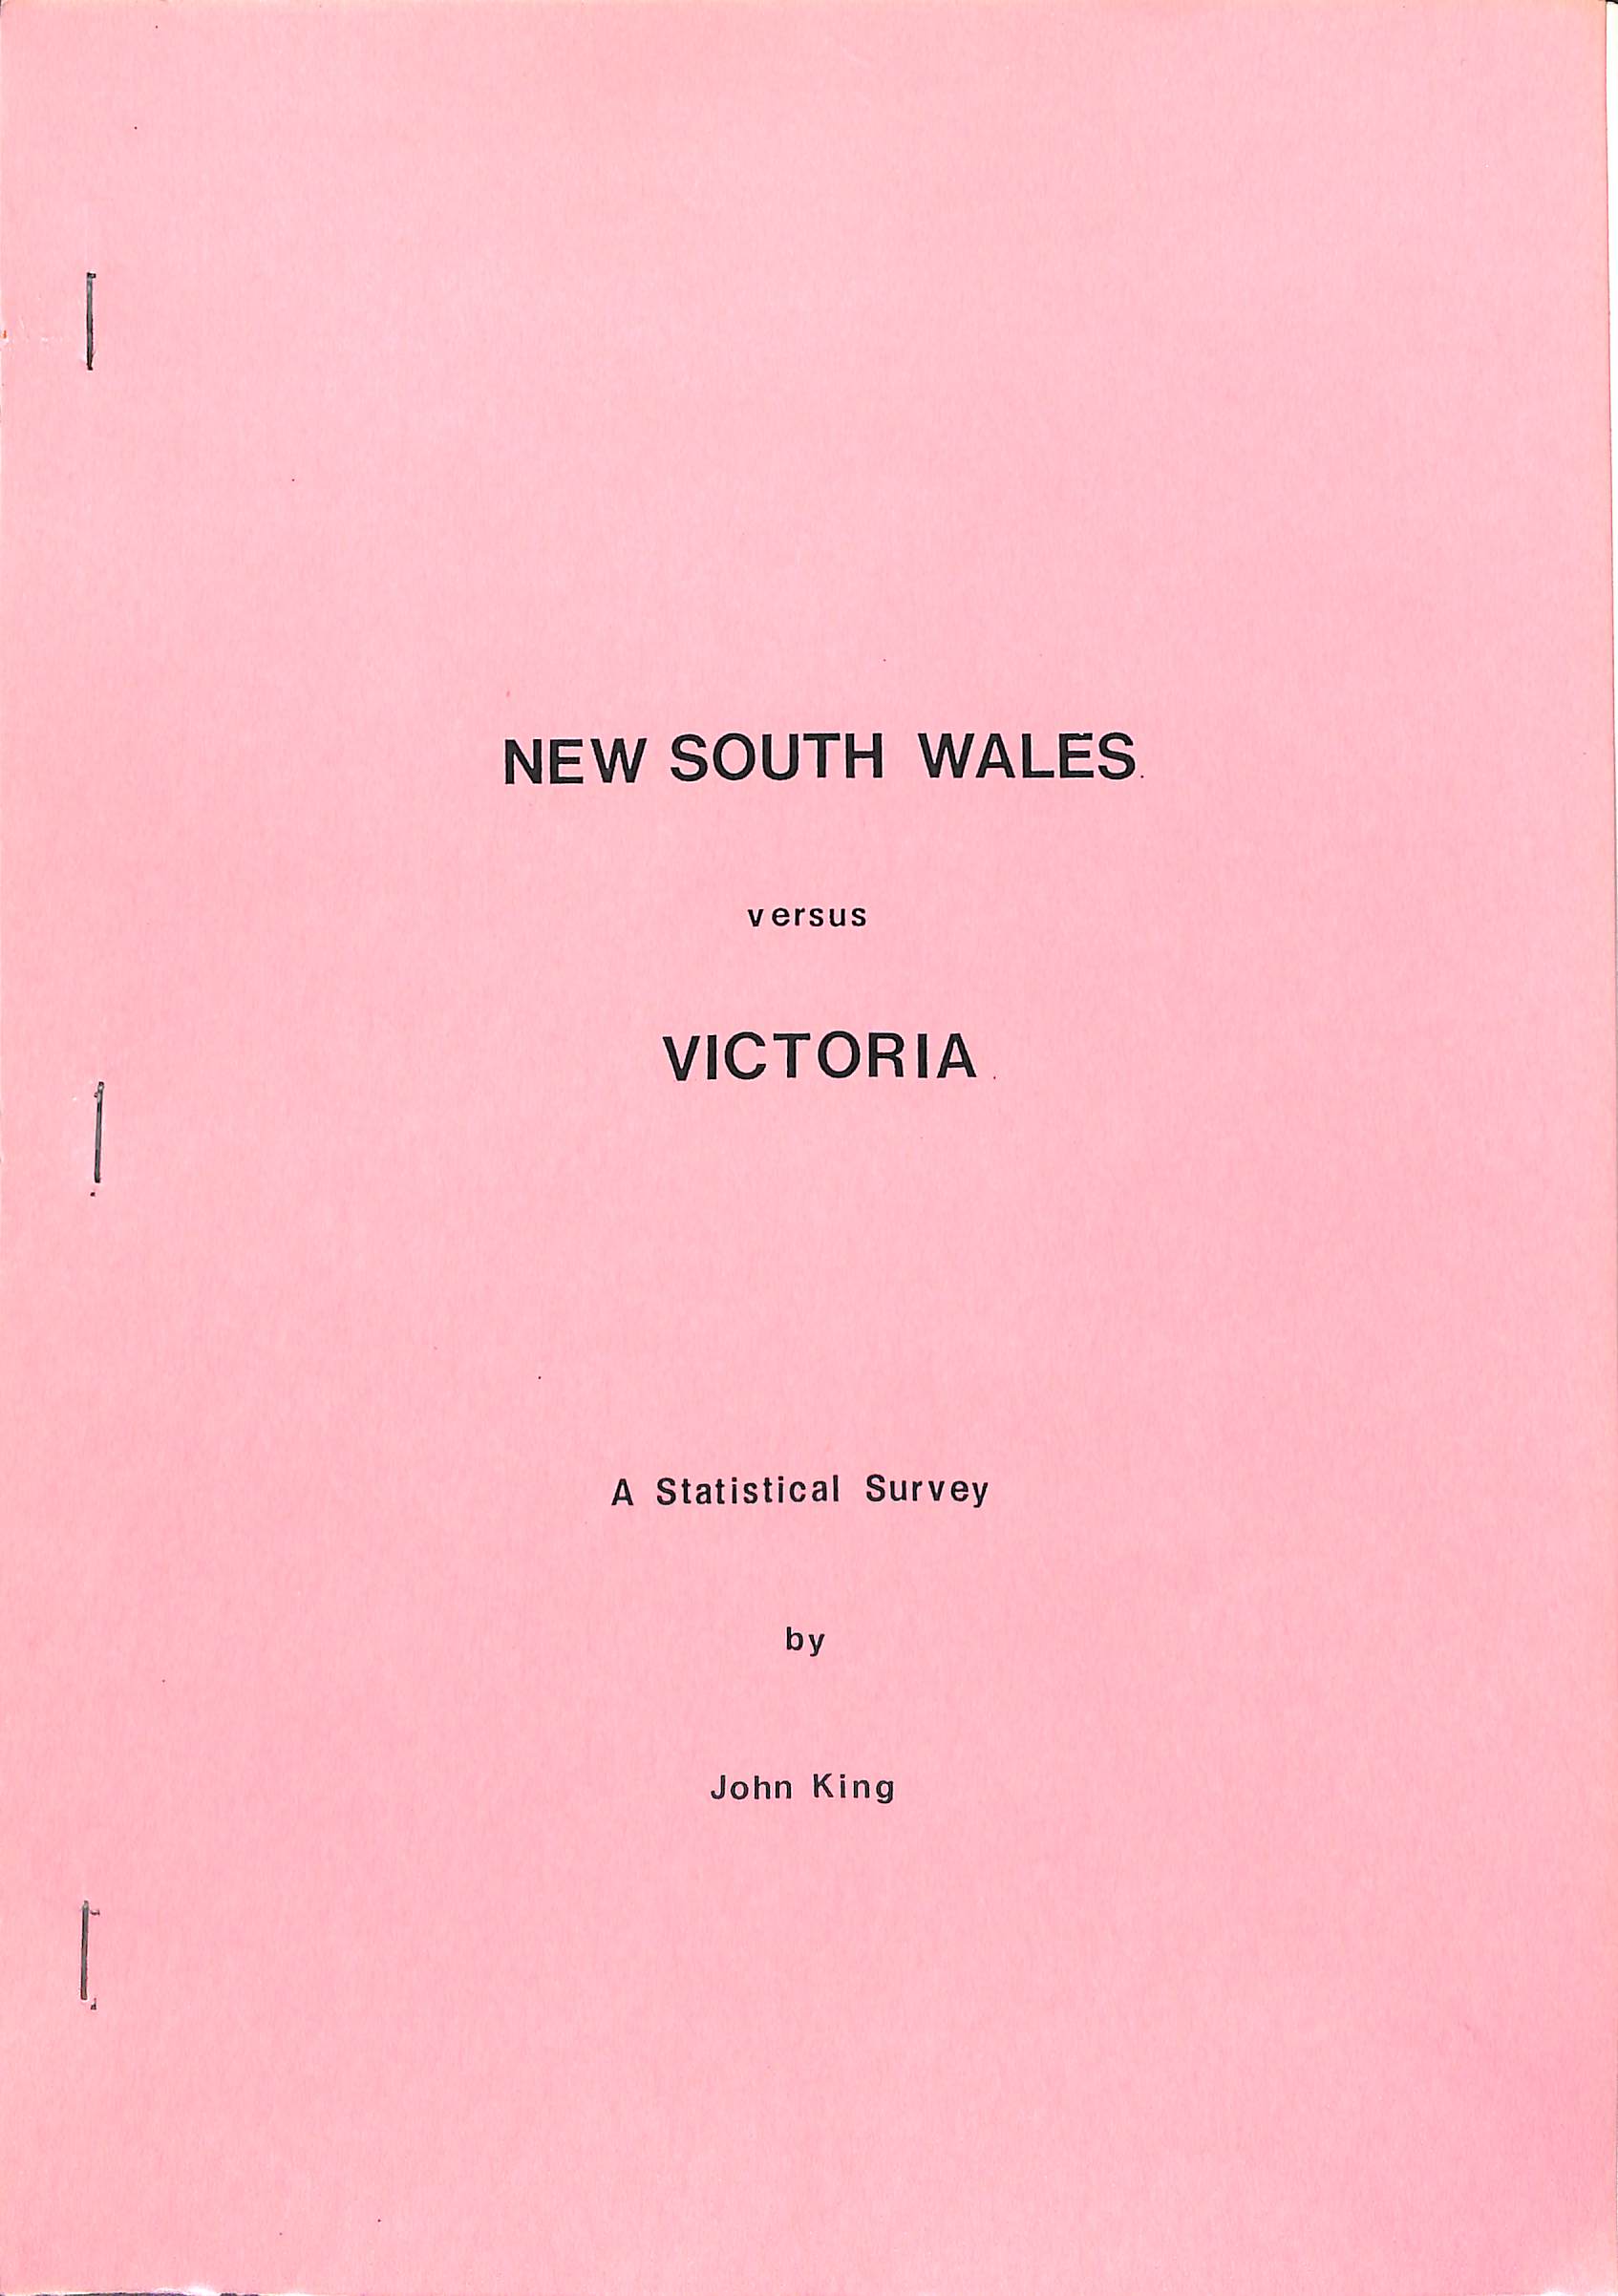 NEW SOUTH WALES
versus
VICTORIA
A Statistical Survey
by
John King